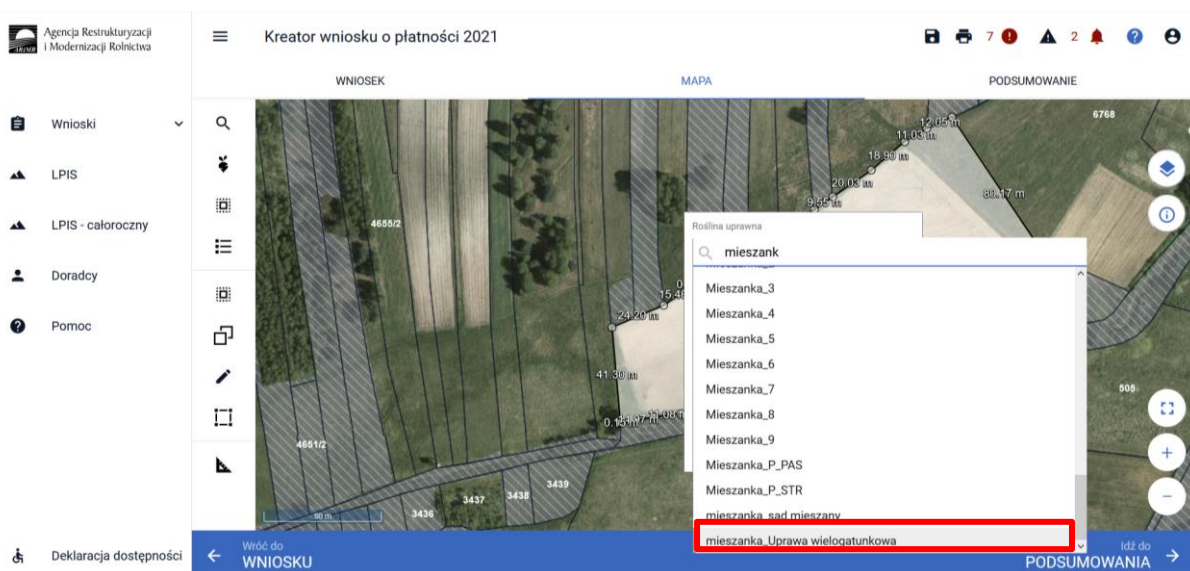 Agencja Restrukturyzacji
i Modernizacji Rolnictwa
ARiMR
Kreator wniosku o płatności 2021
7
2
WNIOSEK
MAPA
PODSUMOWANIE
Wnioski
LPIS
LPIS - całoroczny
Doradcy
Pomoc
Deklaracja dostępności
6768
12.05 m
11.03 m
18.90 m
20.03 m
9.55 m
4655/2
24.20 m
41.30 m
505
4651/2
3439
3438
3437
3436
50 m
Roślina uprawna
mieszank
Mieszanka_3
Mieszanka_4
Mieszanka_5
Mieszanka_6
Mieszanka_7
Mieszanka_8
Mieszanka_9
Mieszanka_P_PAS
Mieszanka_P_STR
mieszanka_sad mieszany
mieszanka_Uprawa wielogatunkowa
Wróć do
WNIOSKU
Idź do
PODSUMOWANIA